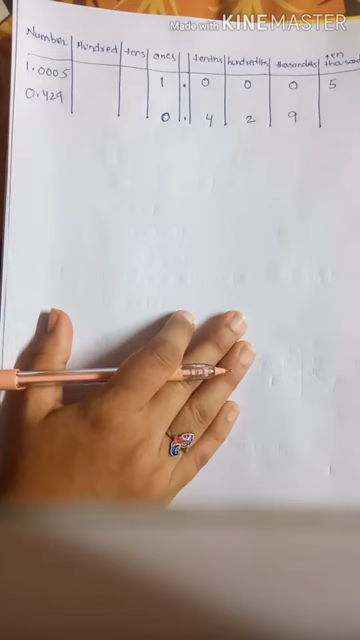 Made with KINEMASTER
Number Hundred tens ones . tenths hundredths thousandths ten thousand
1.0005 1 . 0 0 0 5
0.429 0 . 4 2 9